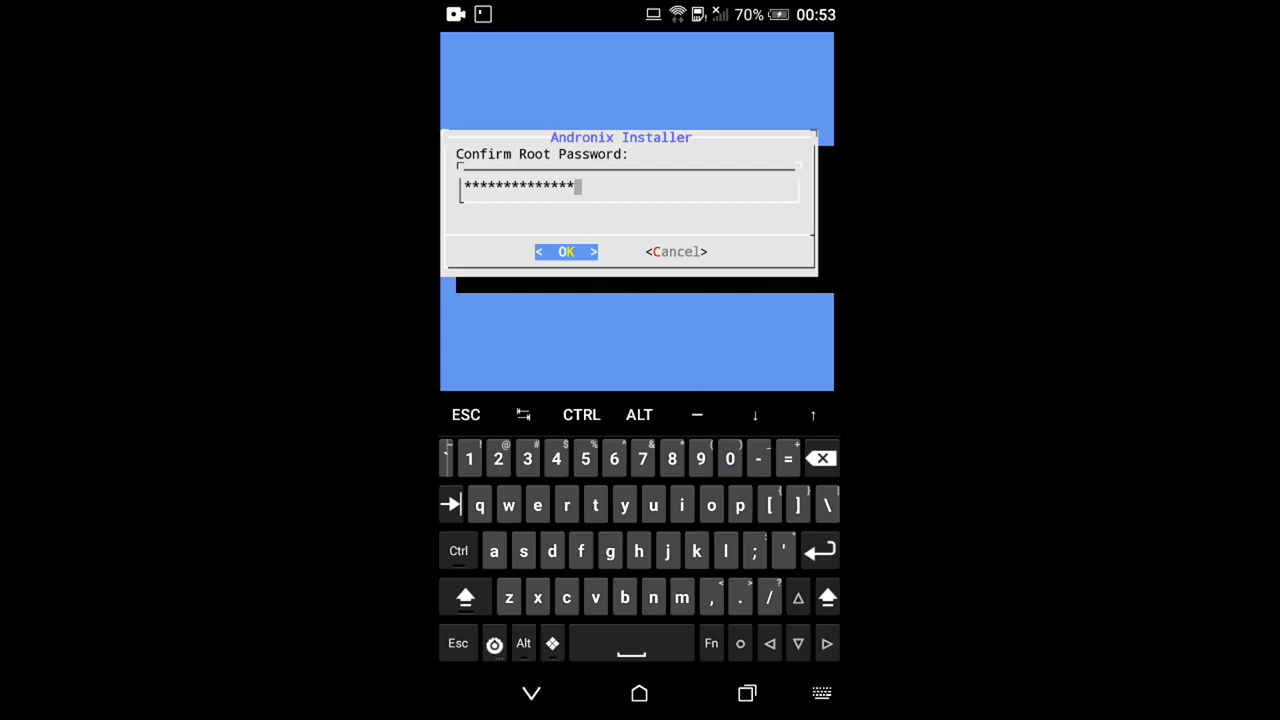 70% 00:53
Andronix Installer
Confirm Root Password:
**************
< OK > <Cancel>
ESC CTRL ALT — ↓ ↑
~ ! @ # $ % ^ & * ( ) _ +
` 1 2 3 4 5 6 7 8 9 0 - =
{ } |
q w e r t y u i o p [ ] \
: "
Ctrl a s d f g h j k l ; '
< > ?
z x c v b n m , . /
Esc Alt Fn